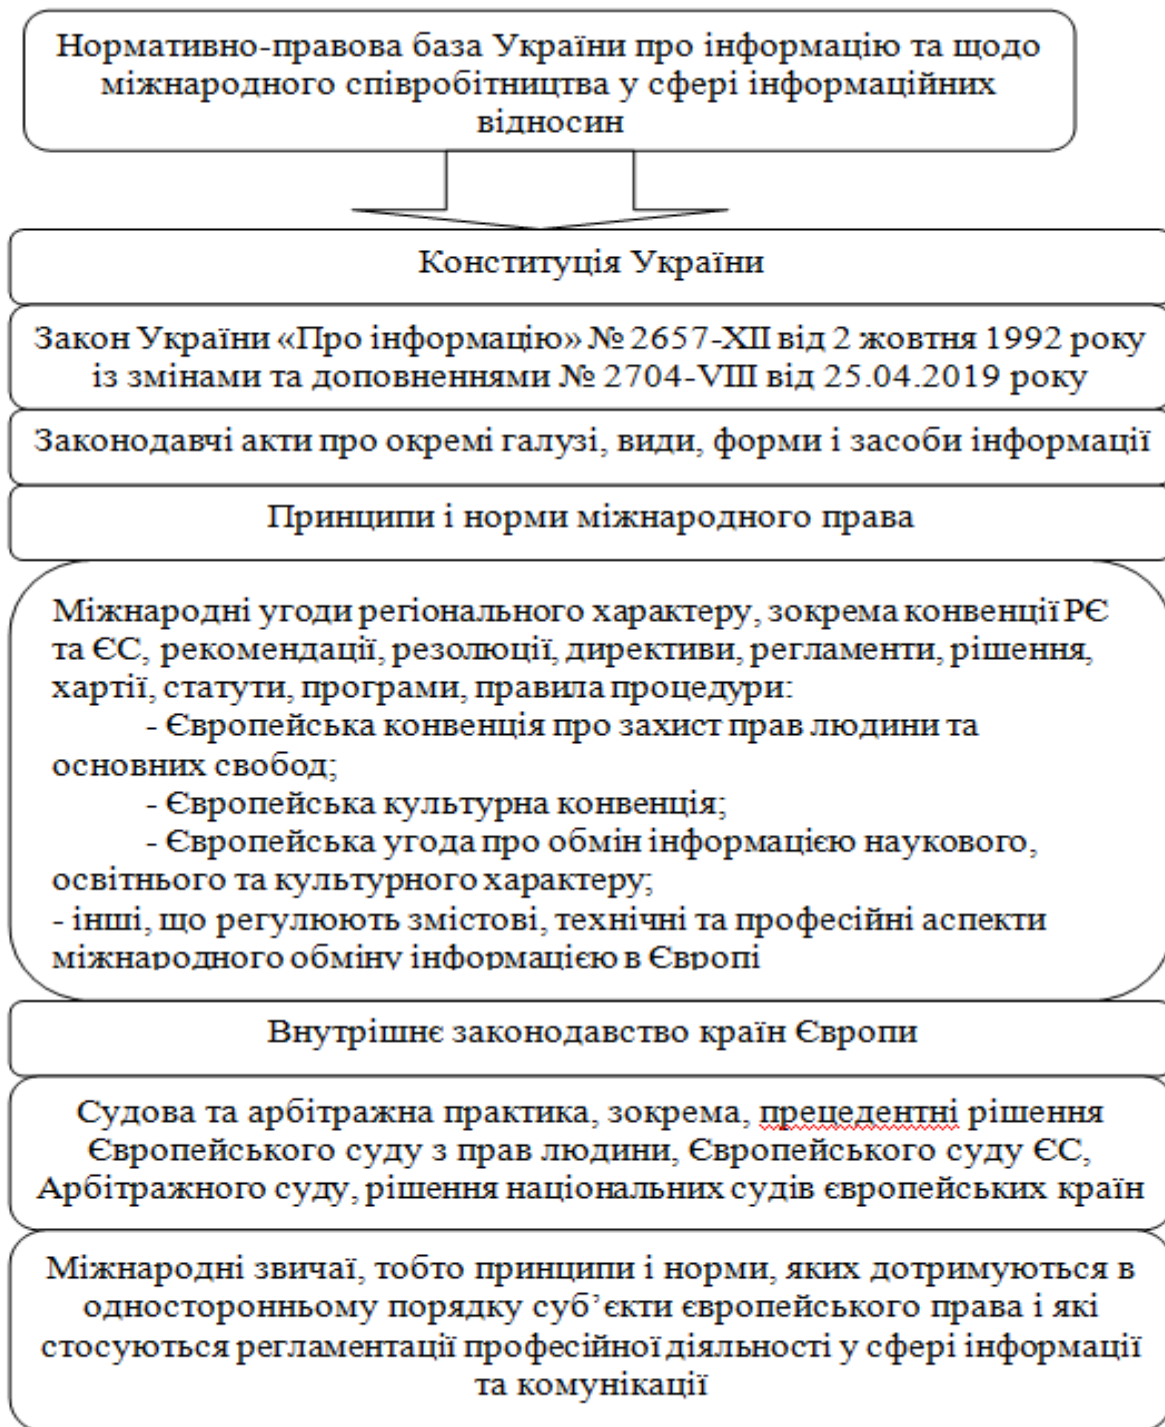 Нормативно-правова база України про інформацію та щодо
міжнародного співробітництва у сфері інформаційних
відносин
Конституція України
Закон України «Про інформацію» № 2657-XII від 2 жовтня 1992 року
із змінами та доповненнями № 2704-VIII від 25.04.2019 року
Законодавчі акти про окремі галузі, види, форми і засоби інформації
Принципи і норми міжнародного права
Міжнародні угоди регіонального характеру, зокрема конвенції РЄ
та ЄС, рекомендації, резолюції, директиви, регламенти, рішення,
хартії, статути, програми, правила процедури:
- Європейська конвенція про захист прав людини та
основних свобод;
- Європейська культурна конвенція;
- Європейська угода про обмін інформацією наукового,
освітнього та культурного характеру;
- інші, що регулюють змістові, технічні та професійні аспекти
міжнародного обміну інформацією в Європі
Внутрішнє законодавство країн Європи
Судова та арбітражна практика, зокрема, прецедентні рішення
Європейського суду з прав людини, Європейського суду ЄС,
Арбітражного суду, рішення національних судів європейських країн
Міжнародні звичаї, тобто принципи і норми, яких дотримуються в
односторонньому порядку суб’єкти європейського права і які
стосуються регламентації професійної діяльності у сфері інформації
та комунікації